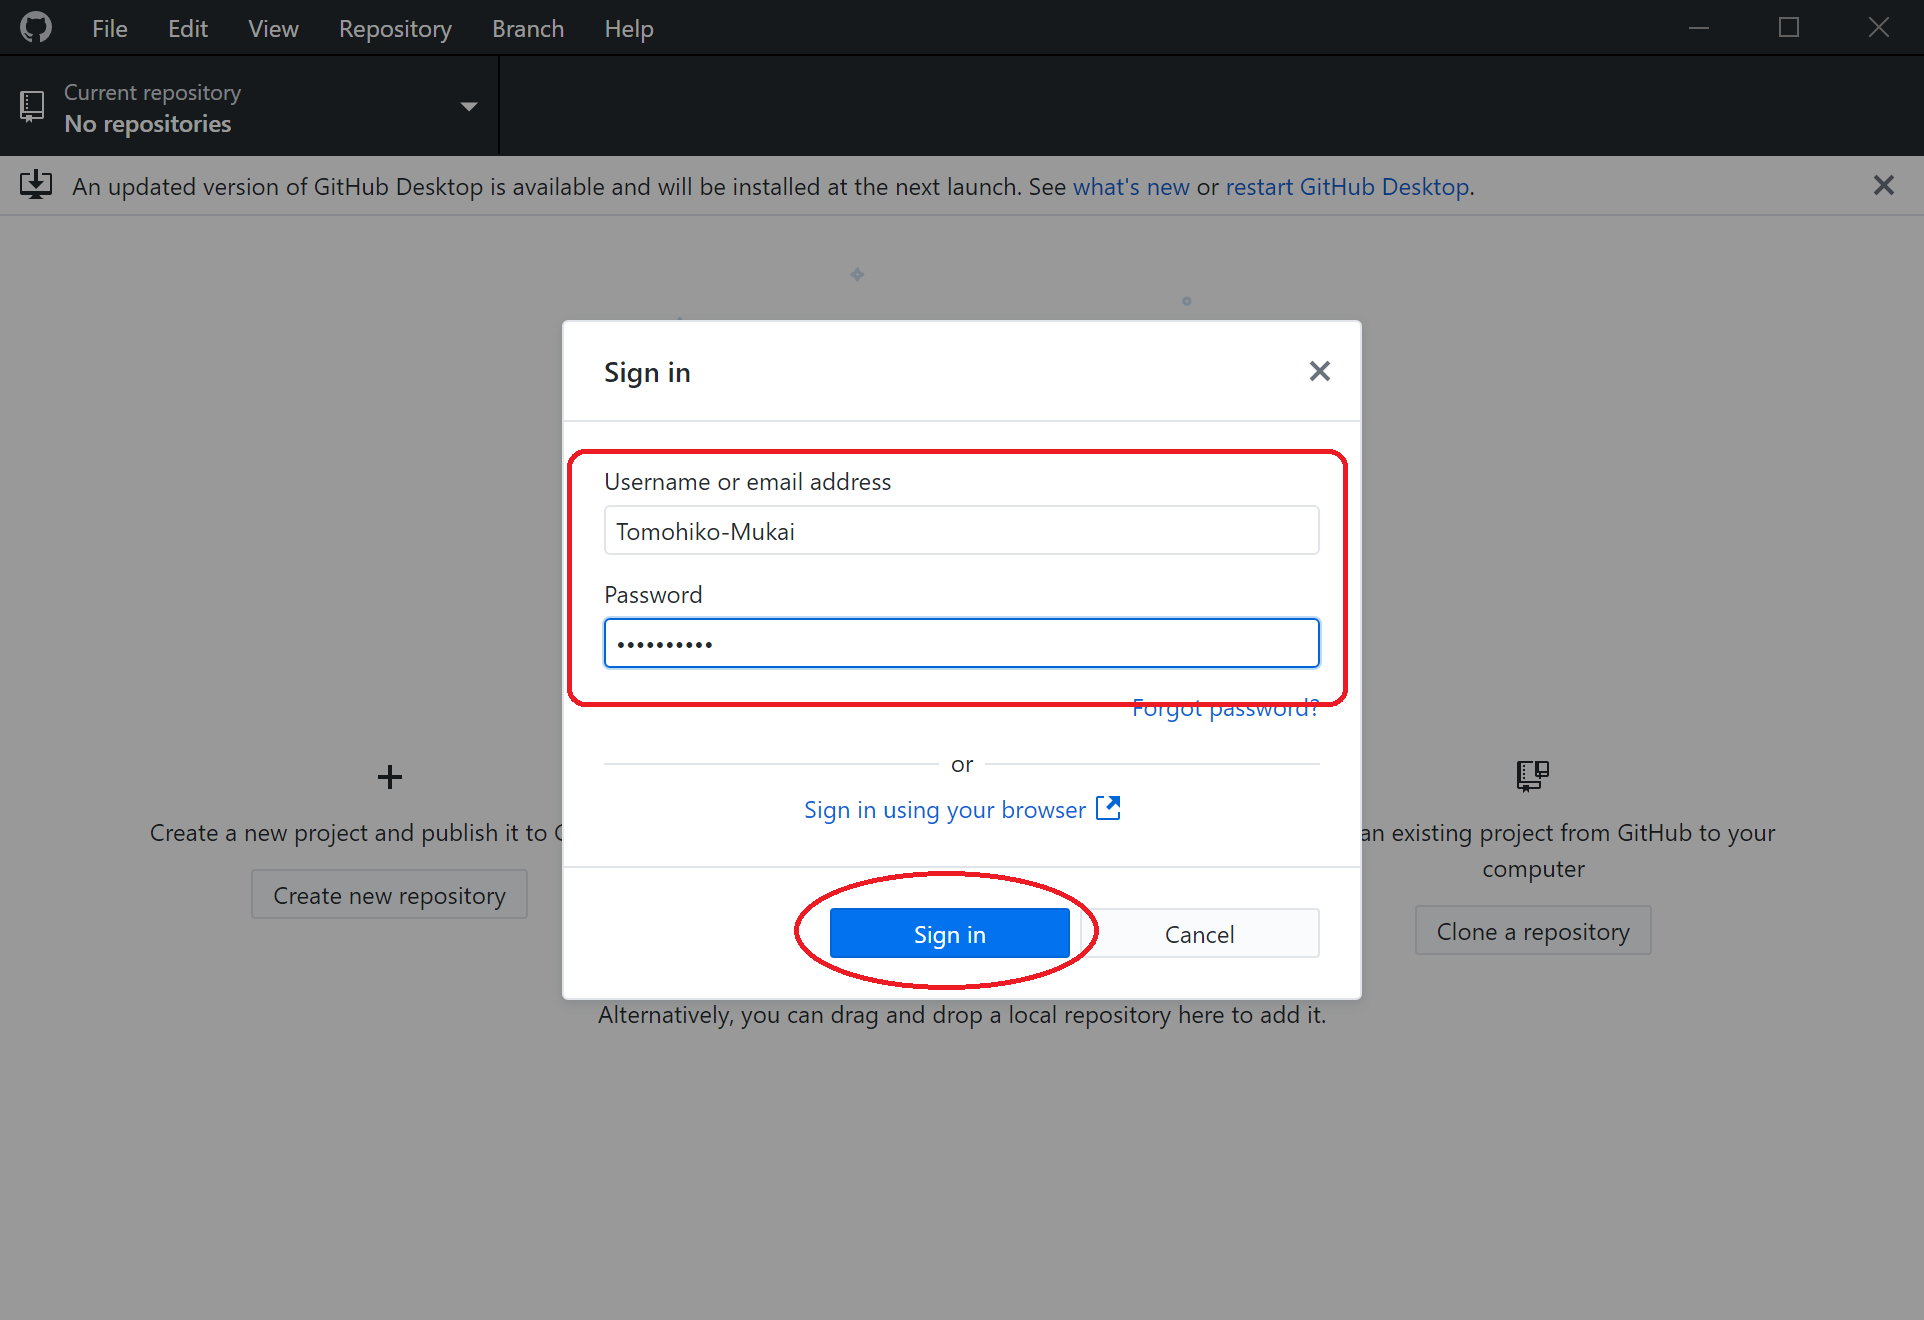 File Edit View Repository Branch Help
Current repository
No repositories
An updated version of GitHub Desktop is available and will be installed at the next launch. See what's new or restart GitHub Desktop.
Sign in
Username or email address
Tomohiko-Mukai
Password
••••••••••
Forgot password?
or
Sign in using your browser
Create a new project and publish it to
Create new repository
an existing project from GitHub to your
computer
Clone a repository
Sign in
Cancel
Alternatively, you can drag and drop a local repository here to add it.